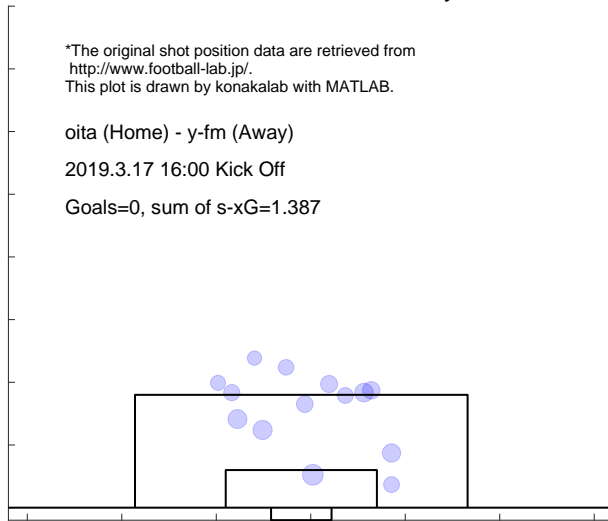 *The original shot position data are retrieved from
http://www.football-lab.jp/.
This plot is drawn by konakalab with MATLAB.
oita (Home) - y-fm (Away)
2019.3.17 16:00 Kick Off
Goals=0, sum of s-xG=1.387